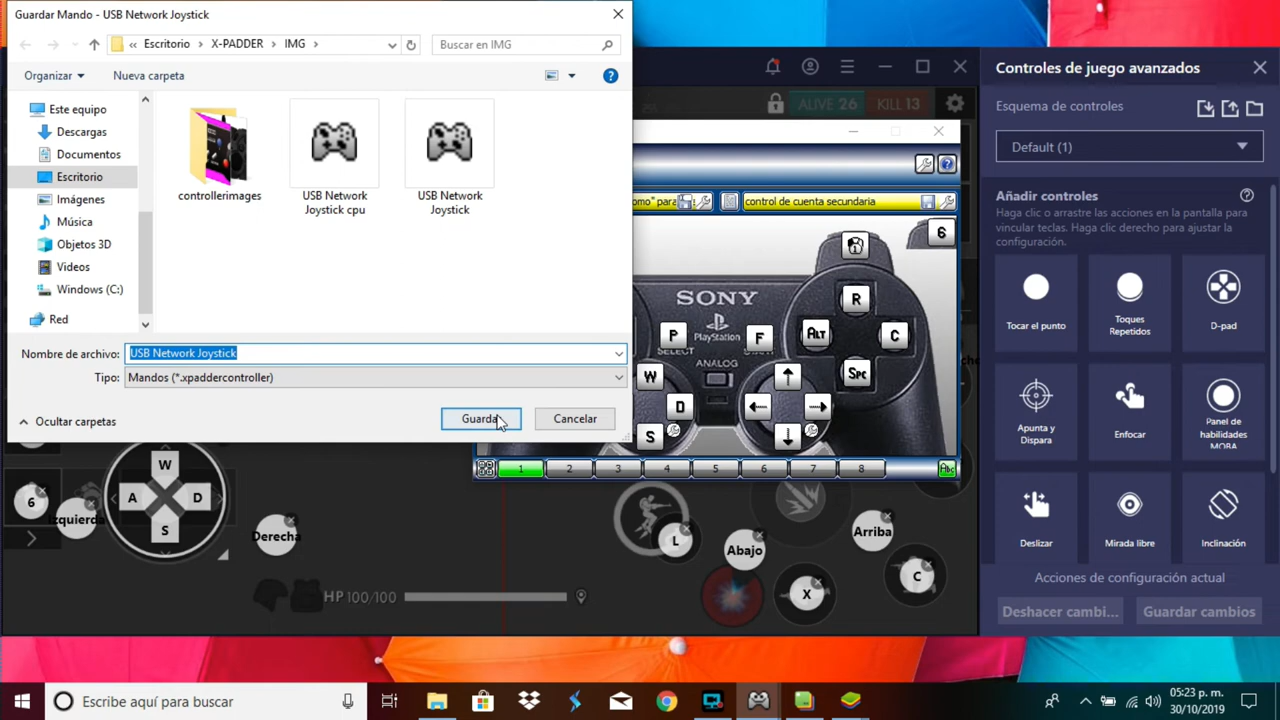 Guardar Mando - USB Network Joystick
« Escritorio > X-PADDER > IMG >
Buscar en IMG
Organizar
Nueva carpeta
Este equipo
Descargas
Documentos
Escritorio
Imágenes
Música
Objetos 3D
Videos
Windows (C:)
Red
controllerimages
USB Network
Joystick cpu
USB Network
Joystick
Nombre de archivo: USB Network Joystick
Tipo: Mandos (*.xpaddercontroller)
Ocultar carpetas
Guarda
Cancelar
ALIVE 26
KILL 13
omo" para
control de cuenta secundaria
6
1
R
SONY
PlayStation
P
SELECT
F
ALT
C
ANALOG
W
Spc
D
S
1 2 3 4 5 6 7 8
Abc
W
A
D
S
6
Izquierda
Derecha
L
Abajo
Arriba
X
C
HP 100/100
Controles de juego avanzados
Esquema de controles
Default (1)
Añadir controles
Haga clic o arrastre las acciones en la pantalla para
vincular teclas. Haga clic derecho para ajustar la
configuración.
Tocar el punto
Toques
Repetidos
D-pad
Apunta y
Dispara
Enfocar
Panel de
habilidades
MOBA
Deslizar
Mirada libre
Inclinación
Acciones de configuración actual
Deshacer cambi...
Guardar cambios
Escribe aquí para buscar
05:23 p. m.
30/10/2019